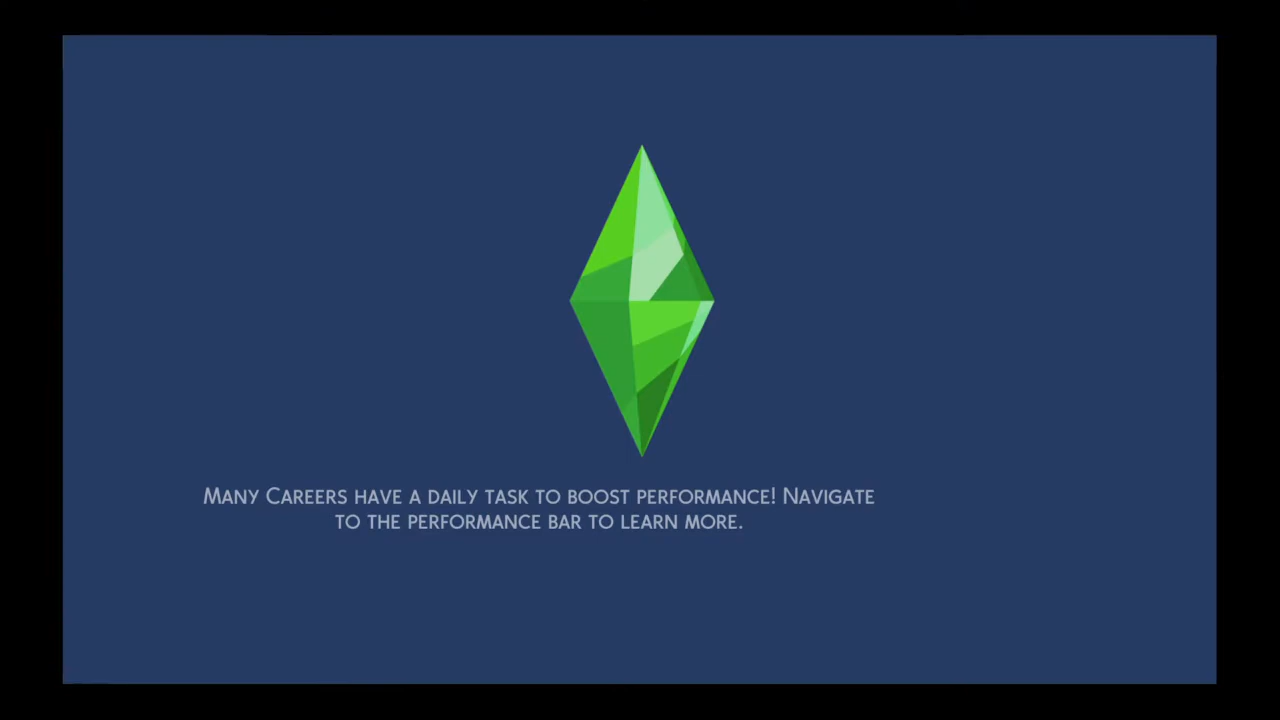 Many Careers have a daily task to boost performance! Navigate
to the performance bar to learn more.